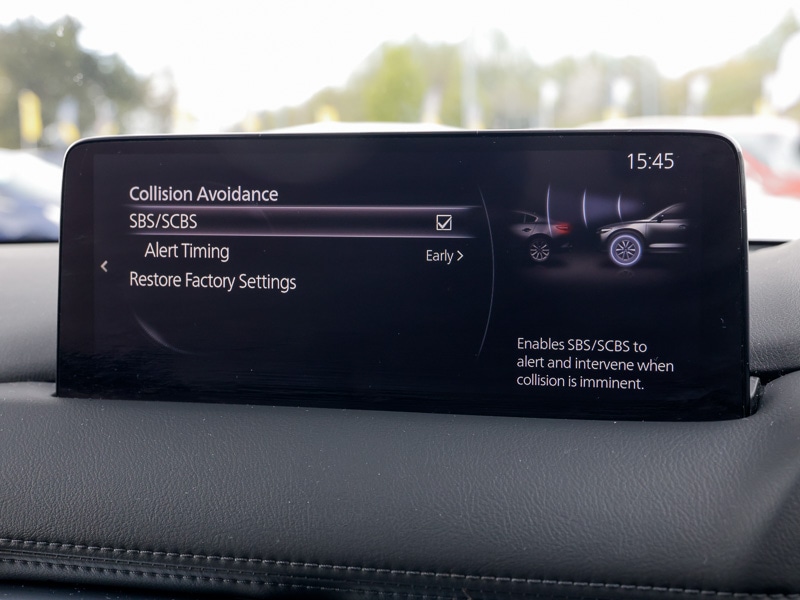 15:45
Collision Avoidance
SBS/SCBS
Alert Timing Early
Restore Factory Settings
Enables SBS/SCBS to
alert and intervene when
collision is imminent.